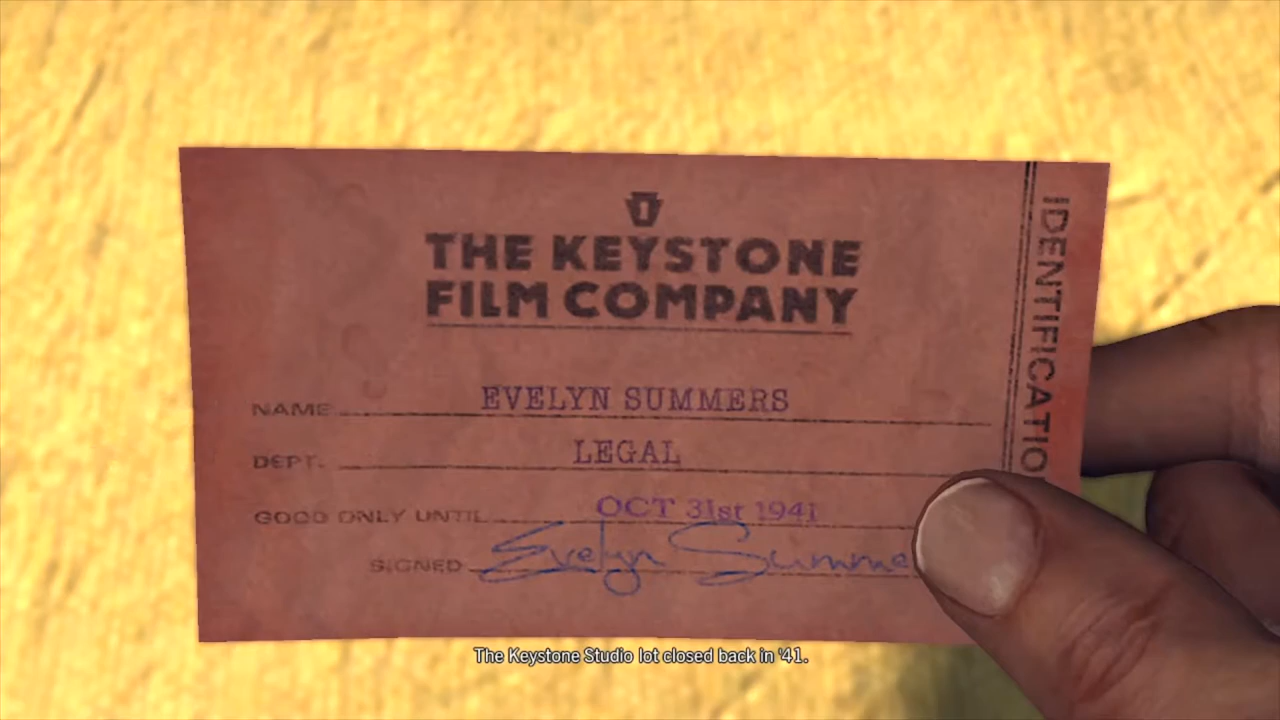 THE KEYSTONE
FILM COMPANY
NAME EVELYN SUMMERS
DEPT. LEGAL
GOOD ONLY UNTIL OCT 31st 1941
SIGNED Evelyn Summe
IDENTIFICATIO
The Keystone Studio lot closed back in '41.